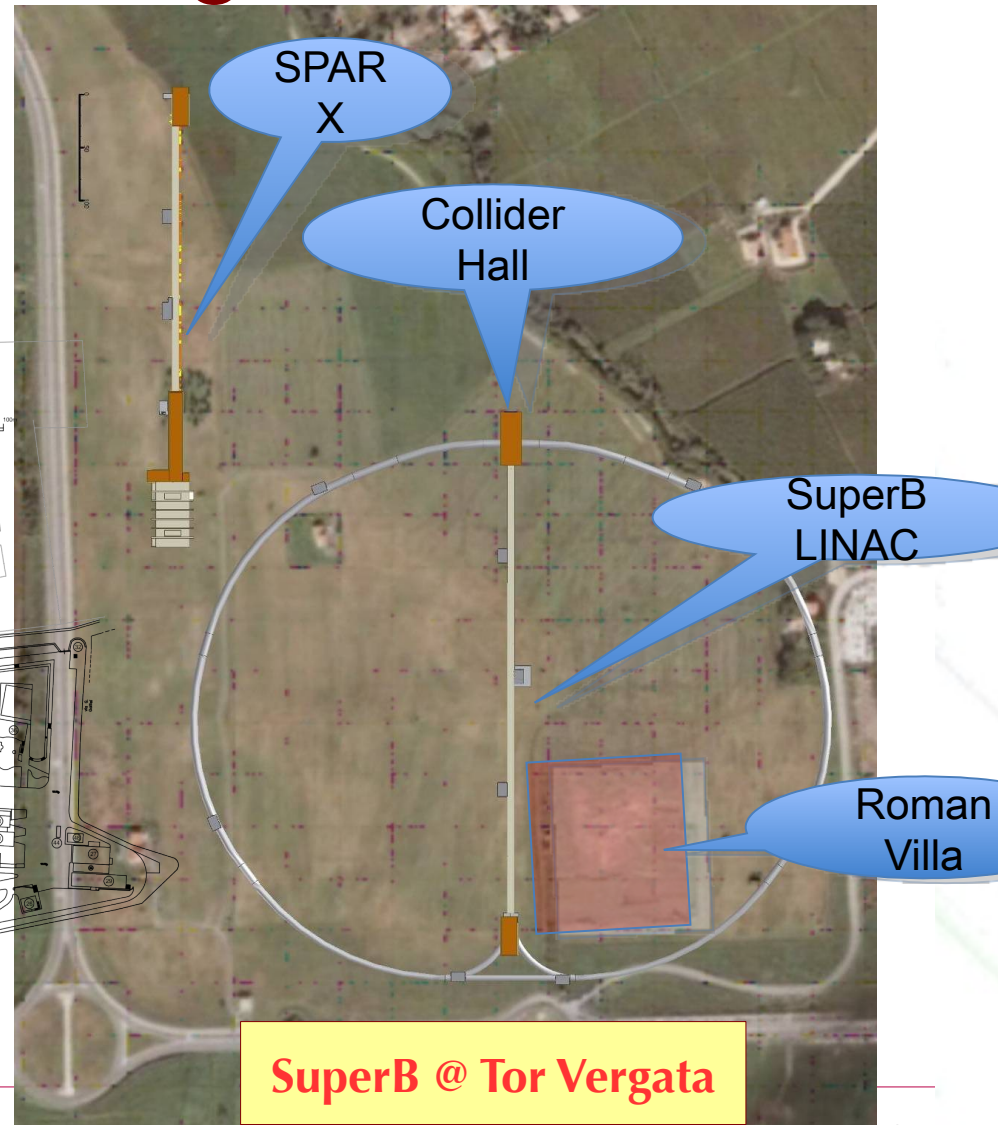 SPAR
X
Collider
Hall
SuperB
LINAC
Roman
Villa
SuperB @ Tor Vergata